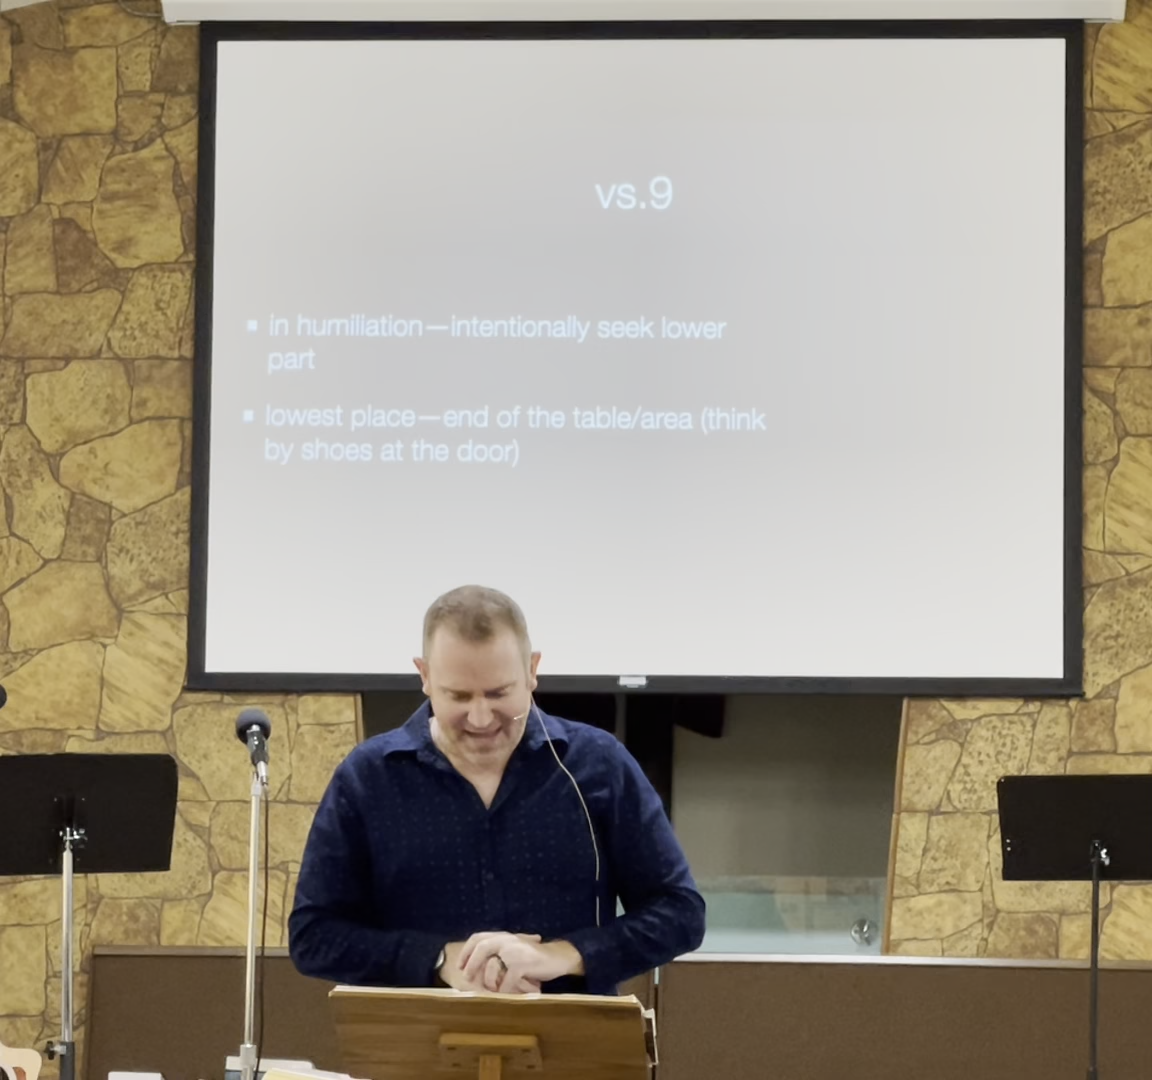 vs.9
▪ in humiliation—intentionally seek lower
part
▪ lowest place—end of the table/area (think
by shoes at the door)